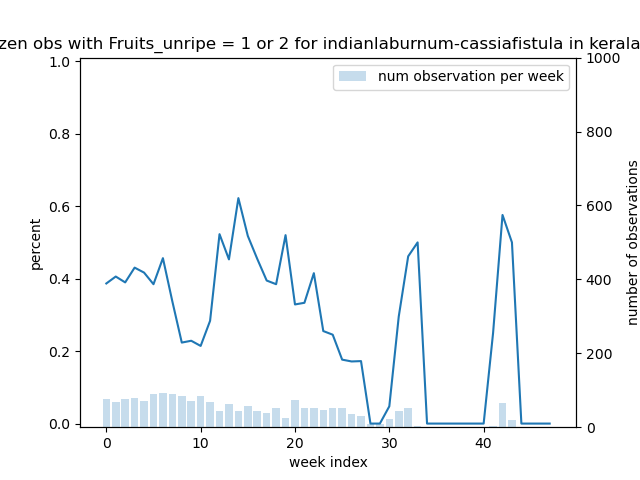 zen obs with Fruits_unripe = 1 or 2 for indianlaburnum-cassiafistula in kerala
num observation per week
1.0
0.8
0.6
0.4
0.2
0.0
percent
1000
800
600
400
200
0
number of observations
0 10 20 30 40
week index